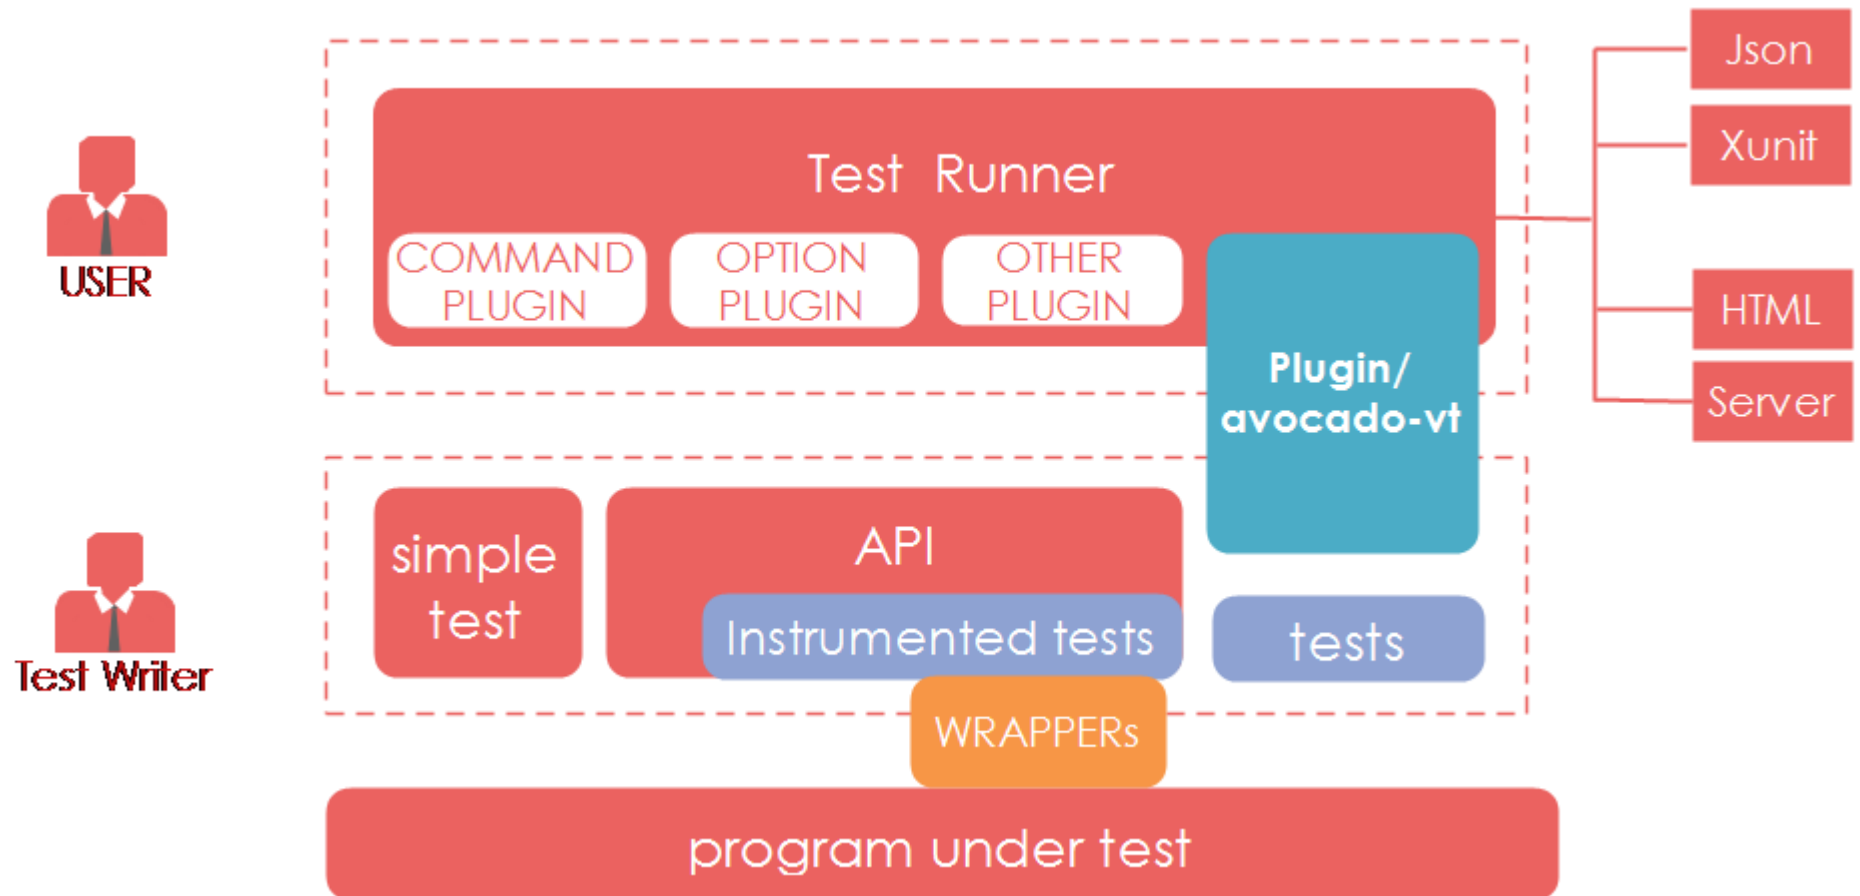 USER
Test Runner
COMMAND
PLUGIN
OPTION
PLUGIN
OTHER
PLUGIN
Plugin/
avocado-vt
Json
Xunit
HTML
Server
Test Writer
simple
test
API
Instrumented tests
tests
WRAPPERs
program under test